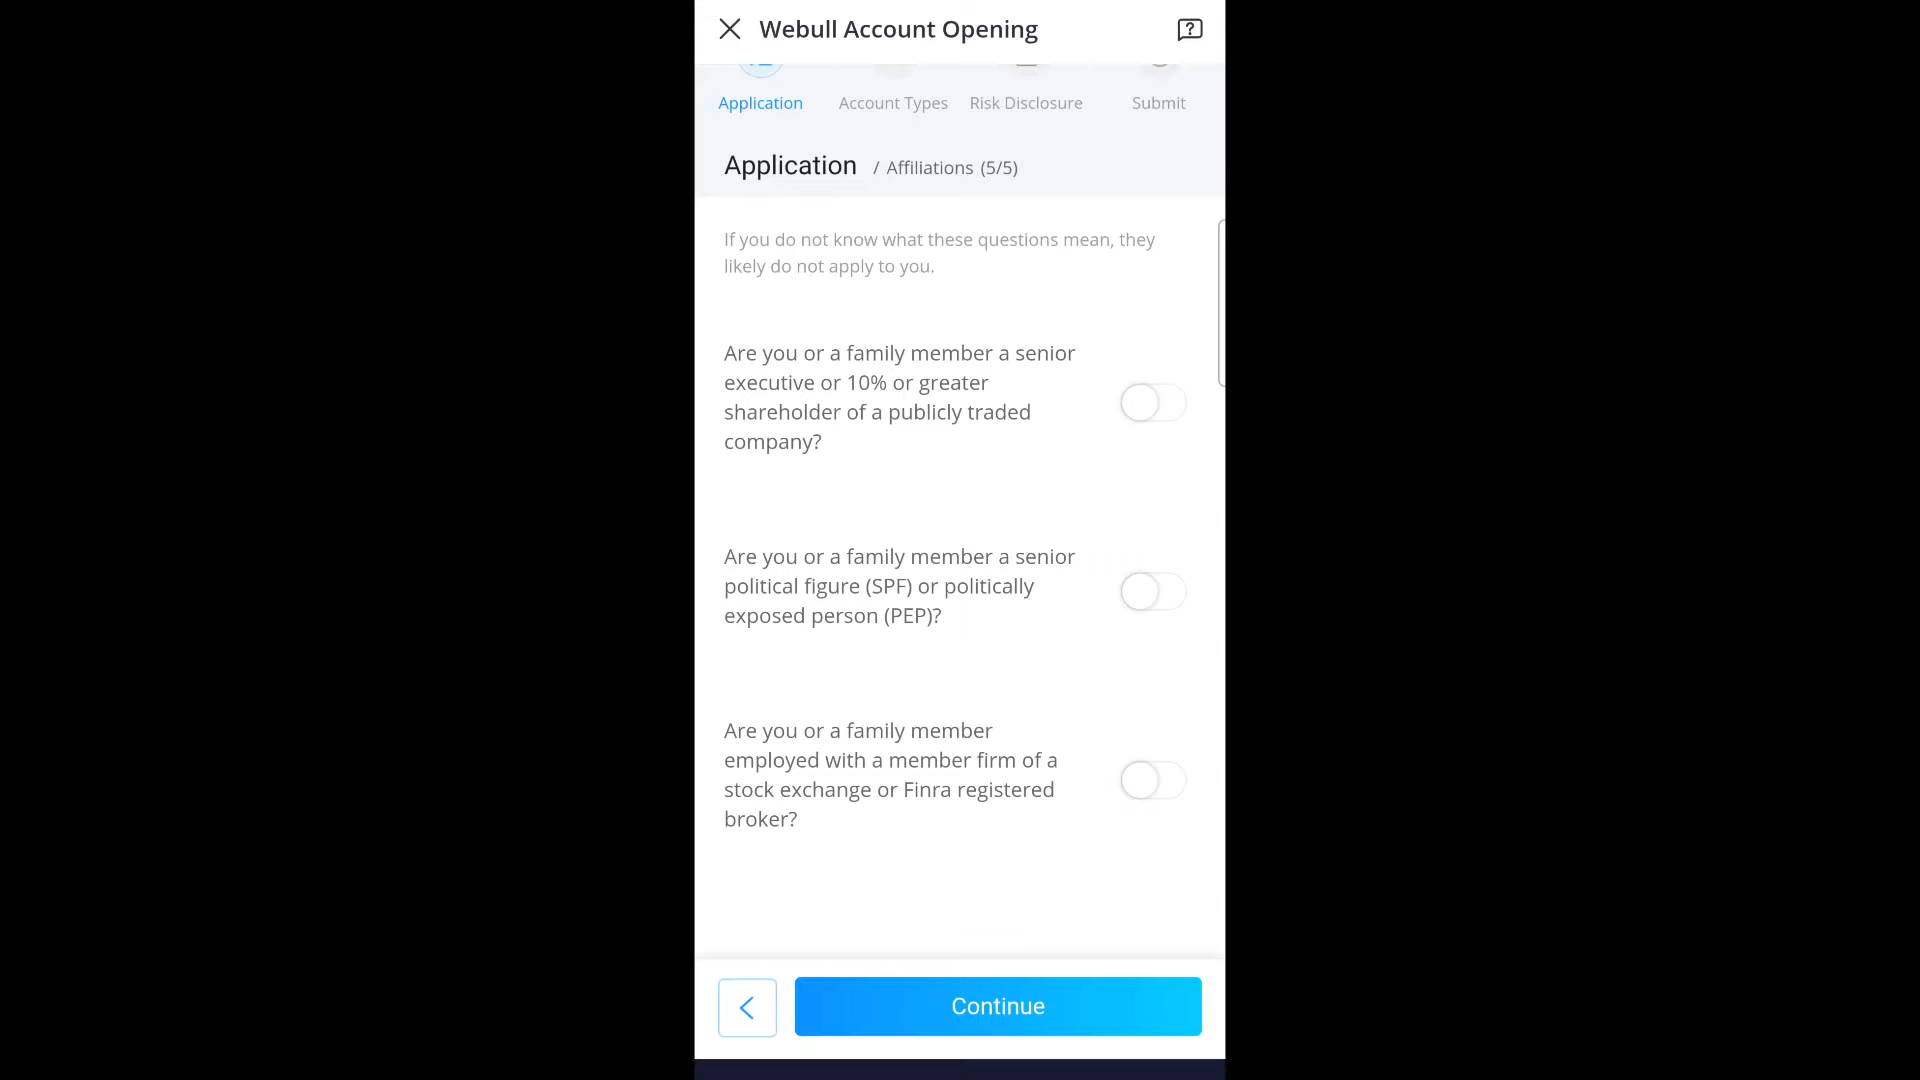 Webull Account Opening
Application
Account Types
Risk Disclosure
Submit
Application / Affiliations (5/5)
If you do not know what these questions mean, they
likely do not apply to you.
Are you or a family member a senior
executive or 10% or greater
shareholder of a publicly traded
company?
Are you or a family member a senior
political figure (SPF) or politically
exposed person (PEP)?
Are you or a family member
employed with a member firm of a
stock exchange or Finra registered
broker?
Continue